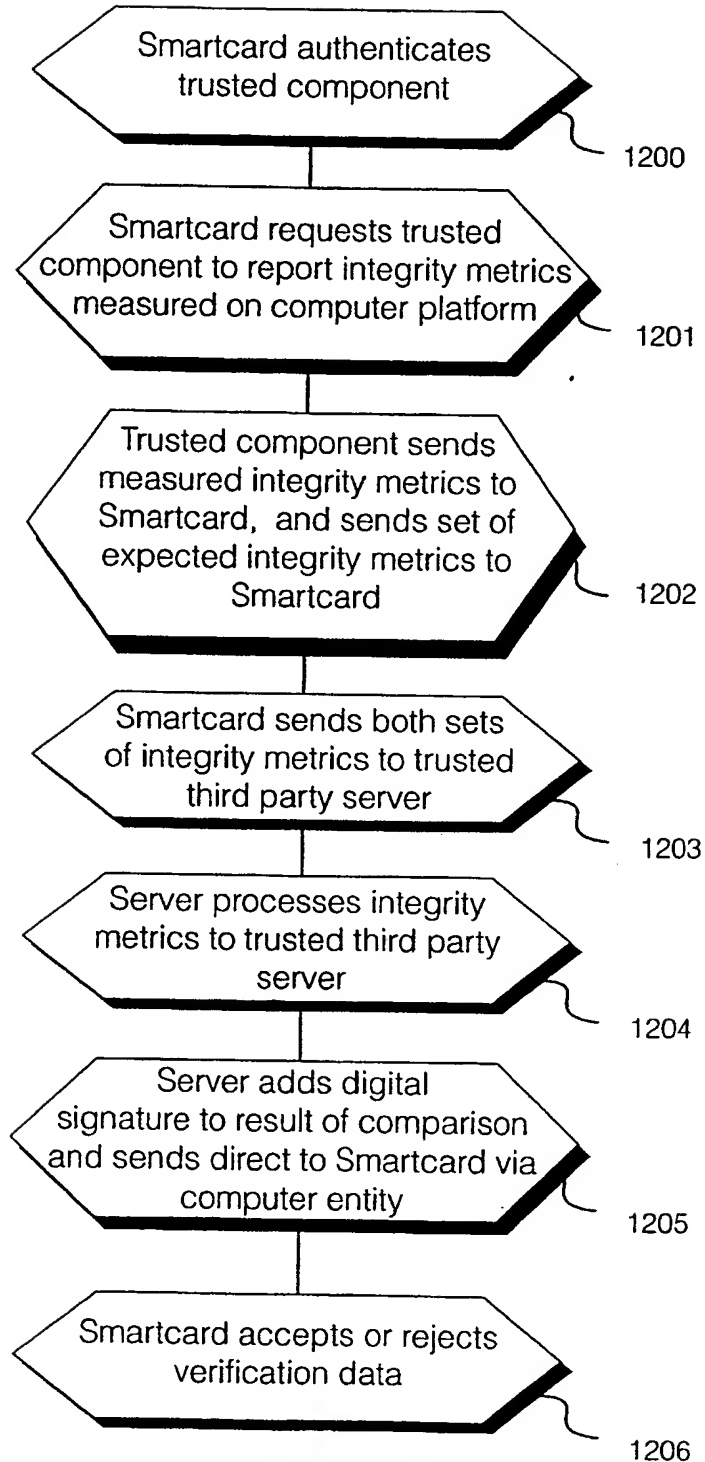 Smartcard authenticates
trusted component
1200
Smartcard requests trusted
component to report integrity metrics
measured on computer platform
1201
Trusted component sends
measured integrity metrics to
Smartcard, and sends set of
expected integrity metrics to
Smartcard
1202
Smartcard sends both sets
of integrity metrics to trusted
third party server
1203
Server processes integrity
metrics to trusted third party
server
1204
Server adds digital
signature to result of comparison
and sends direct to Smartcard via
computer entity
1205
Smartcard accepts or rejects
verification data
1206